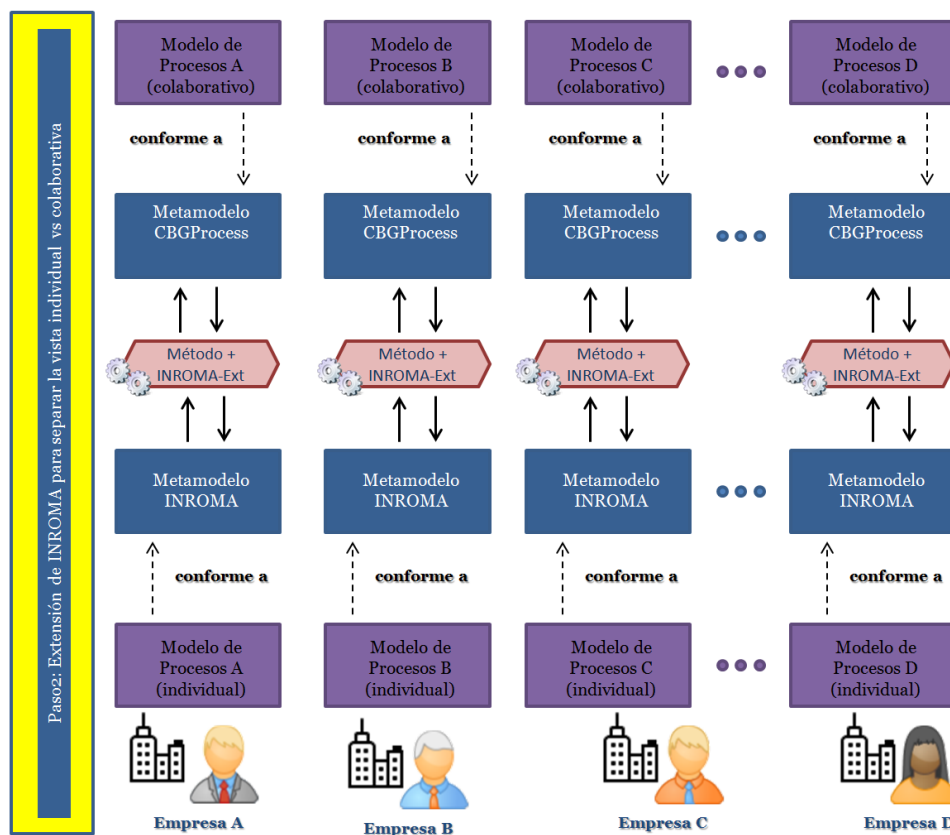 Paso2: Extensión de INROMA para separar la vista individual vs colaborativa
Modelo de
Procesos A
(colaborativo)
Modelo de
Procesos B
(colaborativo)
Modelo de
Procesos C
(colaborativo)
Modelo de
Procesos D
(colaborativo)
conforme a
conforme a
conforme a
conforme a
Metamodelo
CBGProcess
Metamodelo
CBGProcess
Metamodelo
CBGProcess
Metamodelo
CBGProcess
Método +
INROMA-Ext
Método +
INROMA-Ext
Método +
INROMA-Ext
Método +
INROMA-Ext
Metamodelo
INROMA
Metamodelo
INROMA
Metamodelo
INROMA
Metamodelo
INROMA
conforme a
conforme a
conforme a
conforme a
Modelo de
Procesos A
(individual)
Modelo de
Procesos B
(individual)
Modelo de
Procesos C
(individual)
Modelo de
Procesos D
(individual)
Empresa A
Empresa B
Empresa C
Empresa